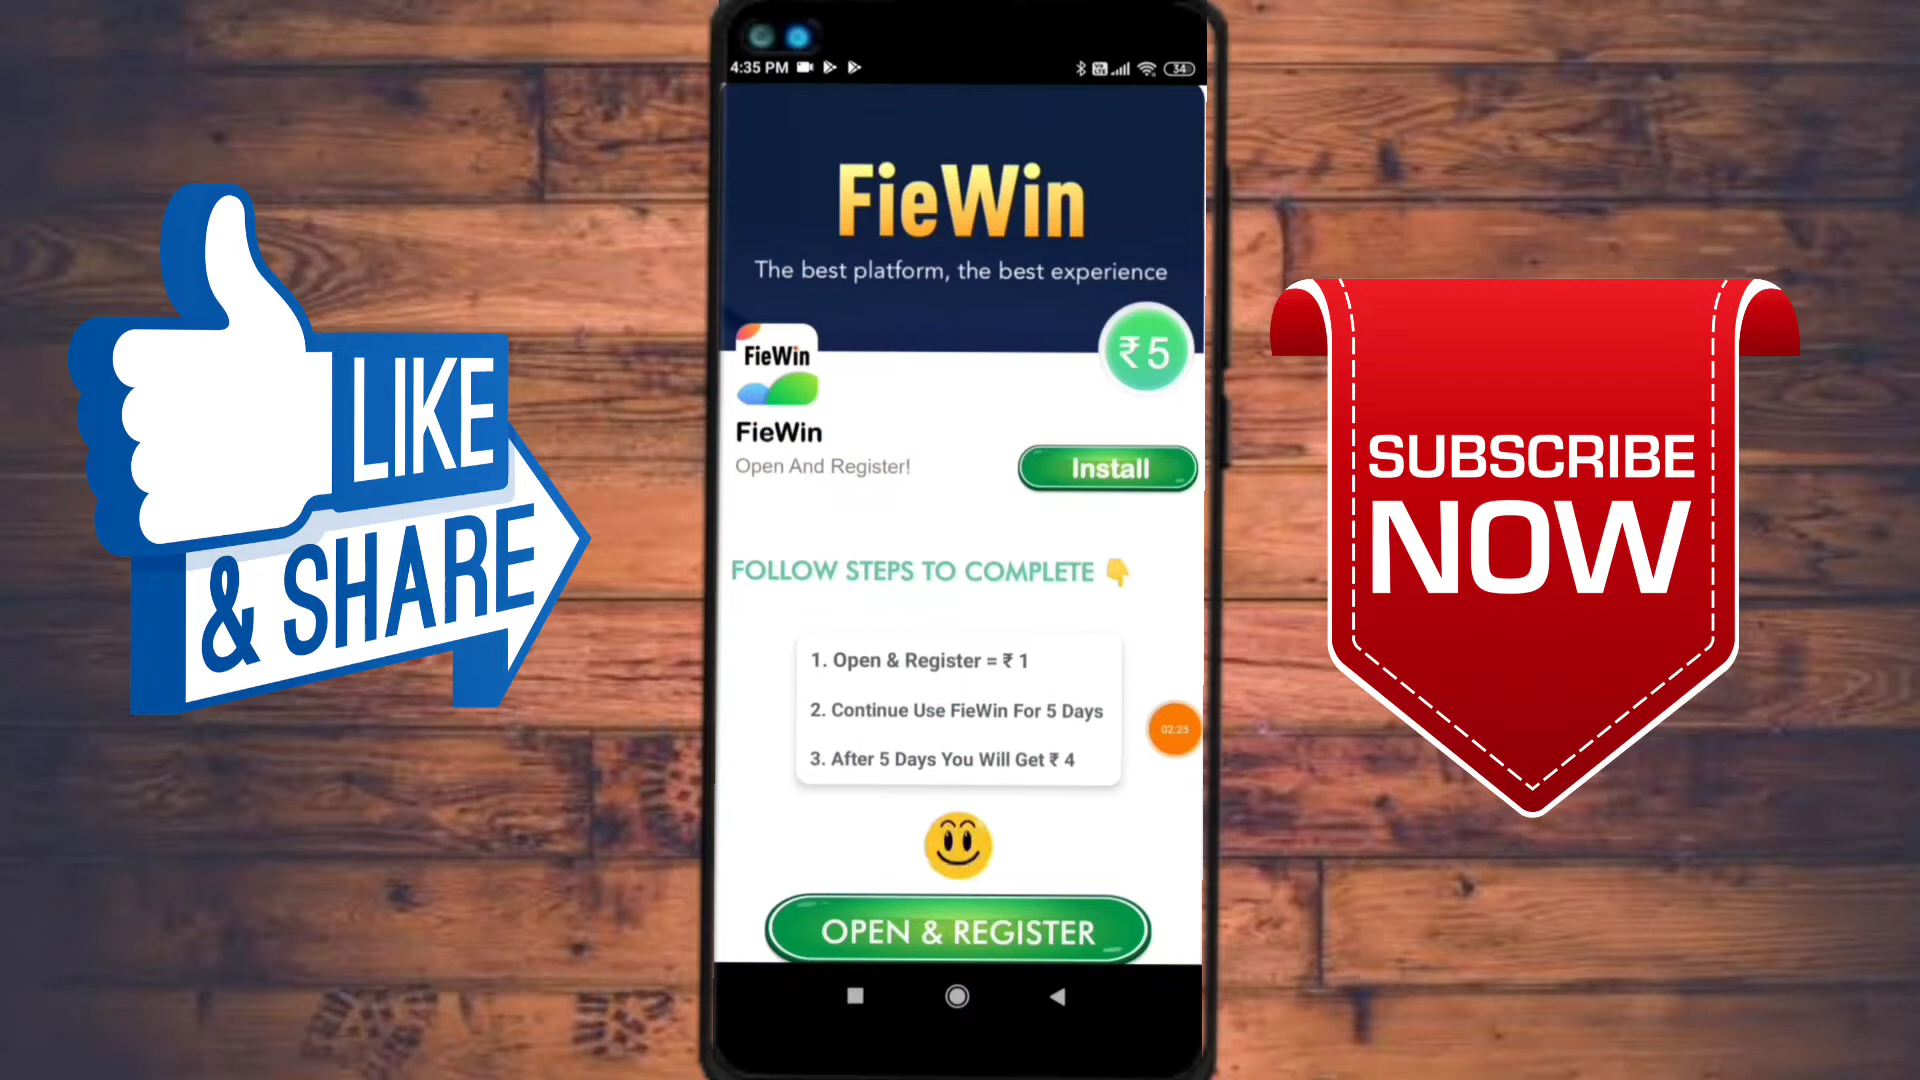 4:35 PM
34
FieWin
The best platform, the best experience
₹5
FieWin
FieWin
Open And Register!
Install
FOLLOW STEPS TO COMPLETE 👇
1. Open & Register = ₹ 1
2. Continue Use FieWin For 5 Days
3. After 5 Days You Will Get ₹ 4
02:25
OPEN & REGISTER
LIKE
& SHARE
SUBSCRIBE
NOW